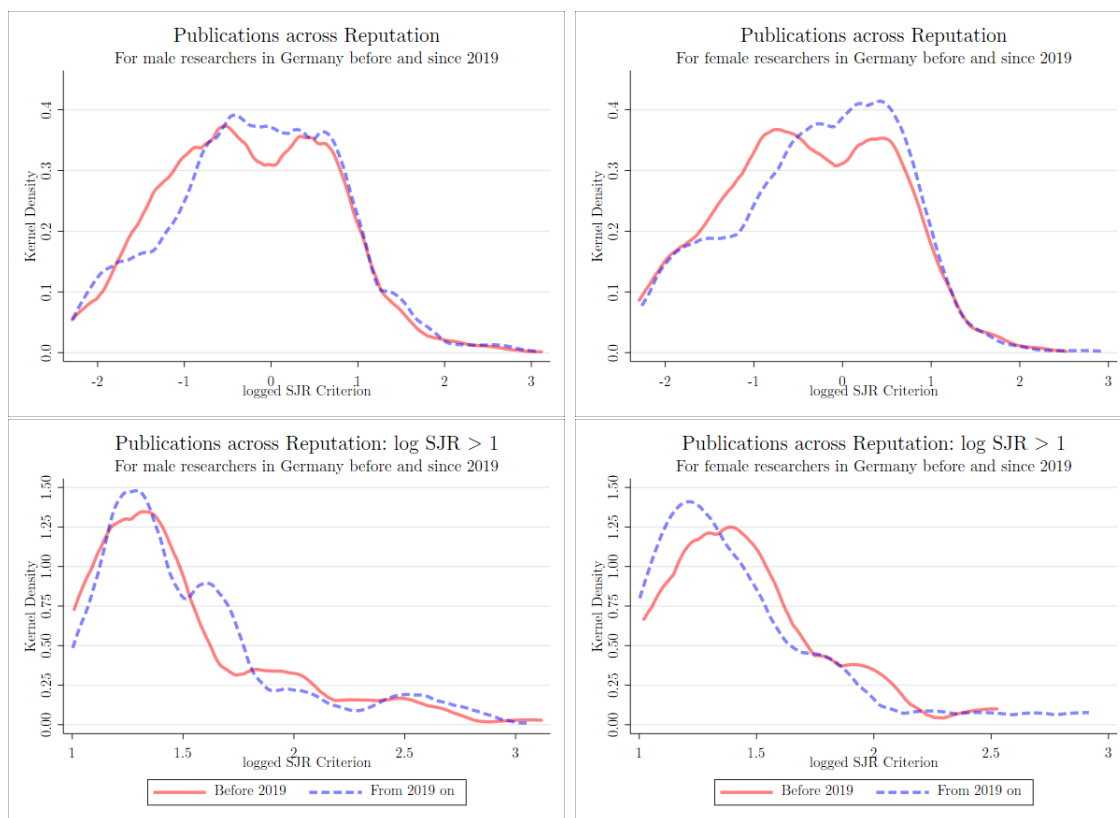 Publications across Reputation
For male researchers in Germany before and since 2019
Kernel Density
0.4
0.3
0.2
0.1
0.0
-2 -1 0 1 2 3
logged SJR Criterion
Publications across Reputation
For female researchers in Germany before and since 2019
Kernel Density
0.4
0.3
0.2
0.1
0.0
-2 -1 0 1 2 3
logged SJR Criterion
Publications across Reputation: log SJR > 1
For male researchers in Germany before and since 2019
Kernel Density
1.50
1.25
1.00
0.75
0.50
0.25
0.00
1 1.5 2 2.5 3
logged SJR Criterion
Before 2019 From 2019 on
Publications across Reputation: log SJR > 1
For female researchers in Germany before and since 2019
Kernel Density
1.50
1.25
1.00
0.75
0.50
0.25
0.00
1 1.5 2 2.5 3
logged SJR Criterion
Before 2019 From 2019 on